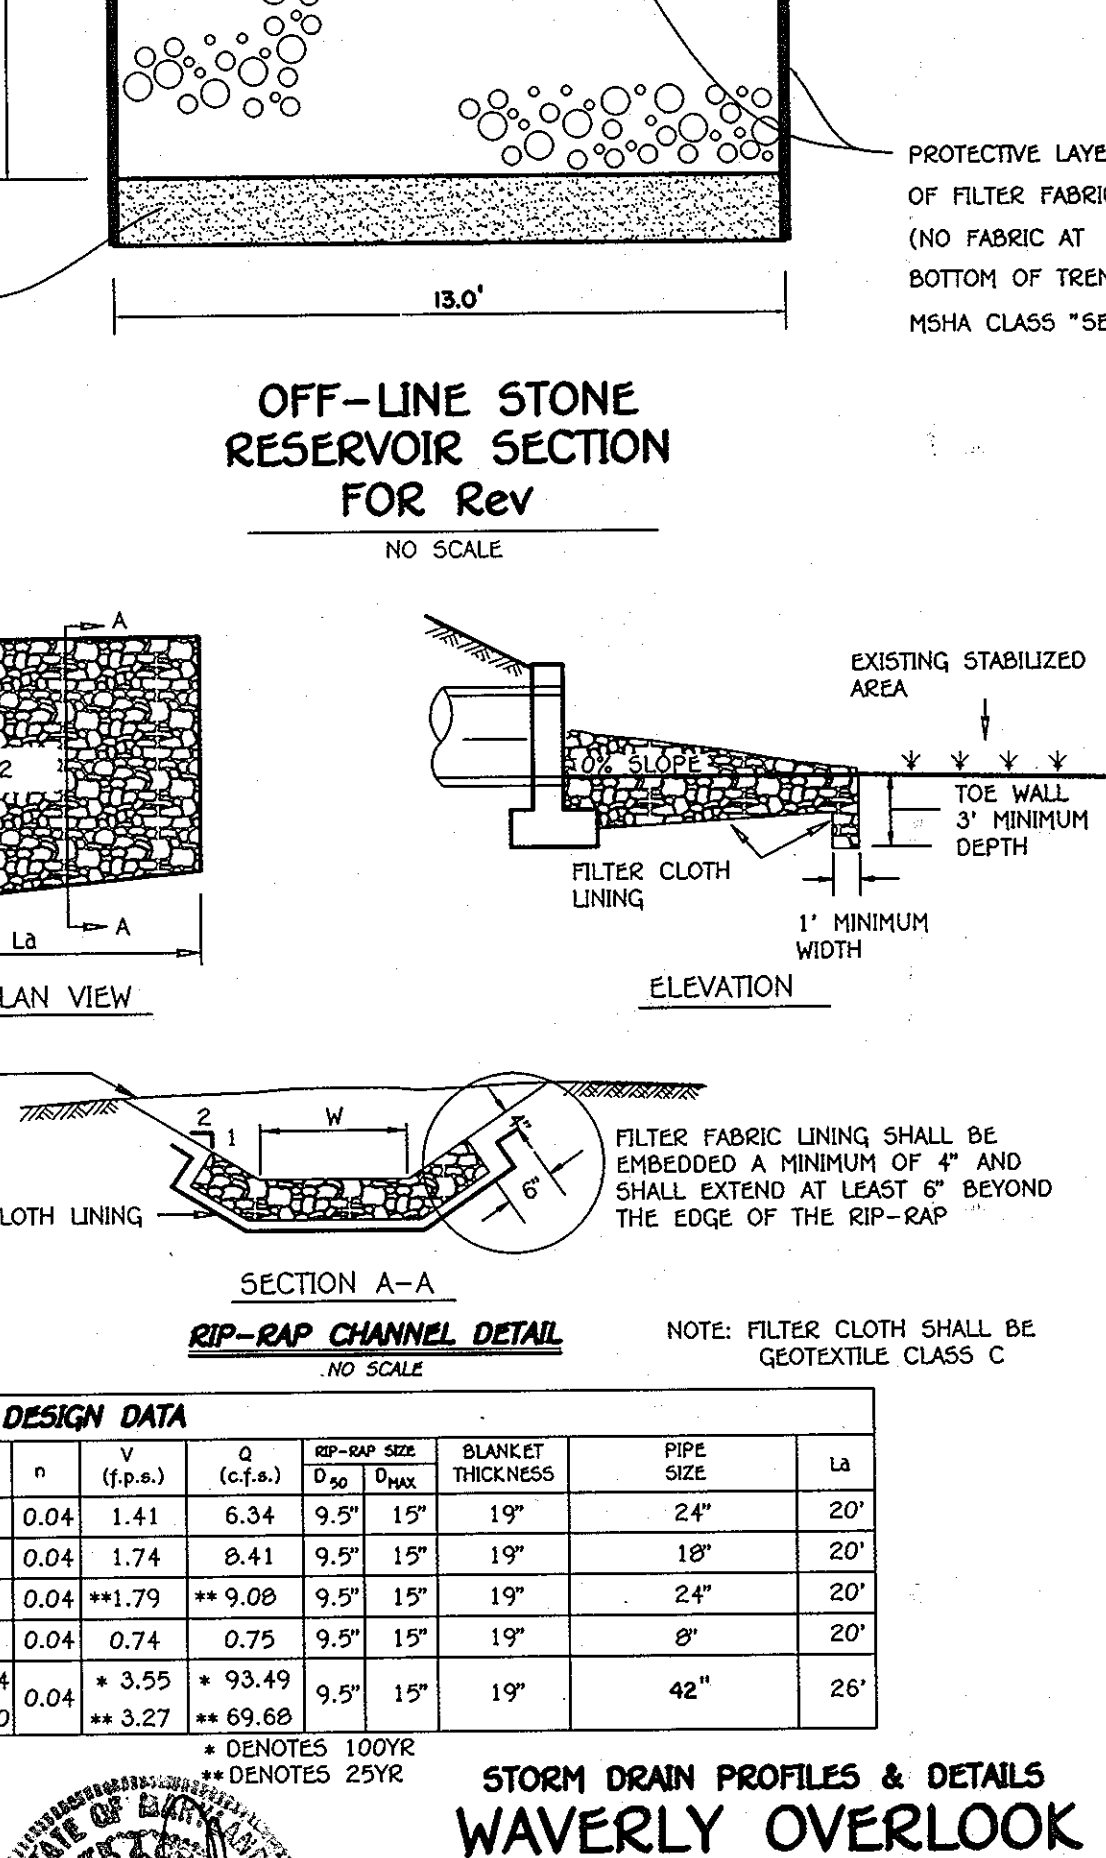 PROTECTIVE LAYE
OF FILTER FABRIC
(NO FABRIC AT
BOTTOM OF TREN
MSHA CLASS "SE
13.0'
OFF-LINE STONE
RESERVOIR SECTION
FOR Rev
NO SCALE
A
2
A
La
LAN VIEW
EXISTING STABILIZED
AREA
0% SLOPE
TOE WALL
3' MINIMUM
DEPTH
FILTER CLOTH
LINING
1' MINIMUM
WIDTH
ELEVATION
2
1
W
4"
6"
LOTH LINING
FILTER FABRIC LINING SHALL BE
EMBEDDED A MINIMUM OF 4" AND
SHALL EXTEND AT LEAST 6" BEYOND
THE EDGE OF THE RIP-RAP
SECTION A-A
RIP-RAP CHANNEL DETAIL
NO SCALE
NOTE: FILTER CLOTH SHALL BE
GEOTEXTILE CLASS C
DESIGN DATA
n V (f.p.s.) Q (c.f.s.) RIP-RAP SIZE D50 DMAX BLANKET THICKNESS PIPE SIZE La
0.04 1.41 6.34 9.5" 15" 19" 24" 20'
0.04 1.74 8.41 9.5" 15" 19" 18" 20'
0.04 **1.79 ** 9.08 9.5" 15" 19" 24" 20'
0.04 0.74 0.75 9.5" 15" 19" 8" 20'
0.04 * 3.55 * 93.49 9.5" 15" 19" 42" 26'
** 3.27 ** 69.68
* DENOTES 100YR
** DENOTES 25YR
STORM DRAIN PROFILES & DETAILS
WAVERLY OVERLOOK